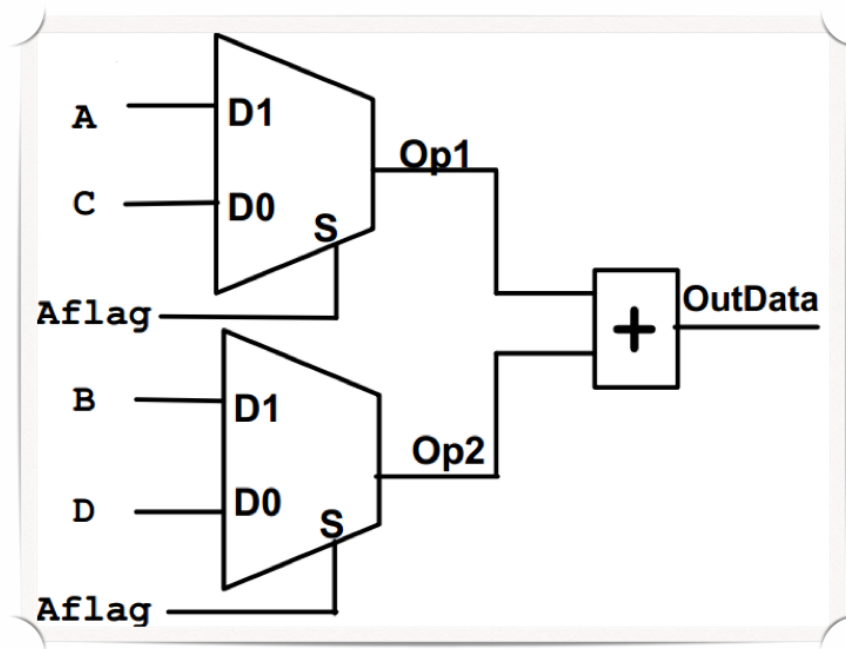 A
D1
Op1
C
D0
S
Aflag
OutData
+
B
D1
Op2
D
D0
S
Aflag